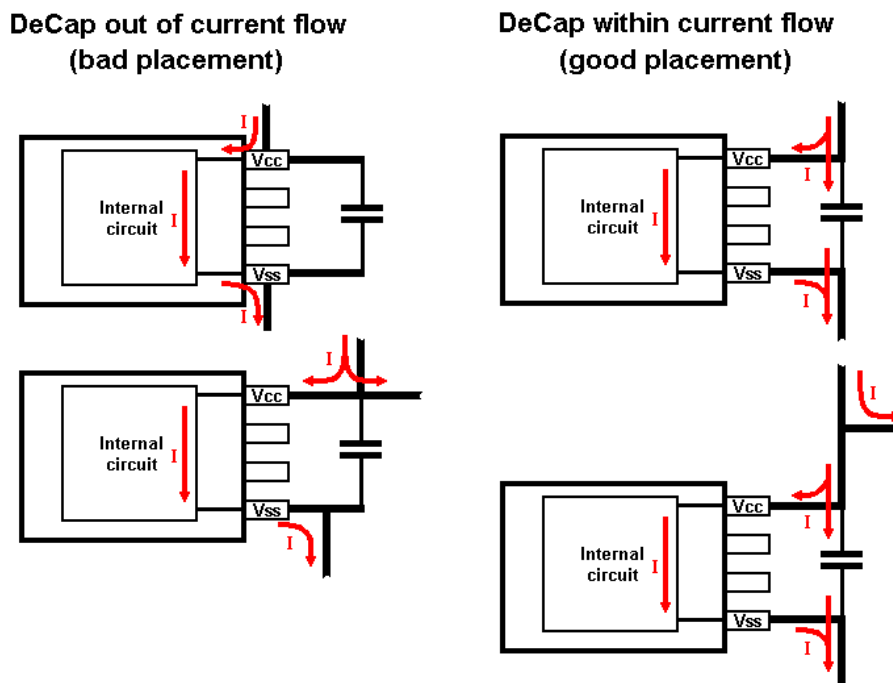 DeCap out of current flow
(bad placement)
DeCap within current flow
(good placement)
I
Vcc
Internal
circuit
I
Vss
I
I
Vcc
Internal
circuit
I
Vss
I
I
Vcc
Internal
circuit
I
Vss
I
I
I
Vcc
I
Internal
circuit
I
Vss
I